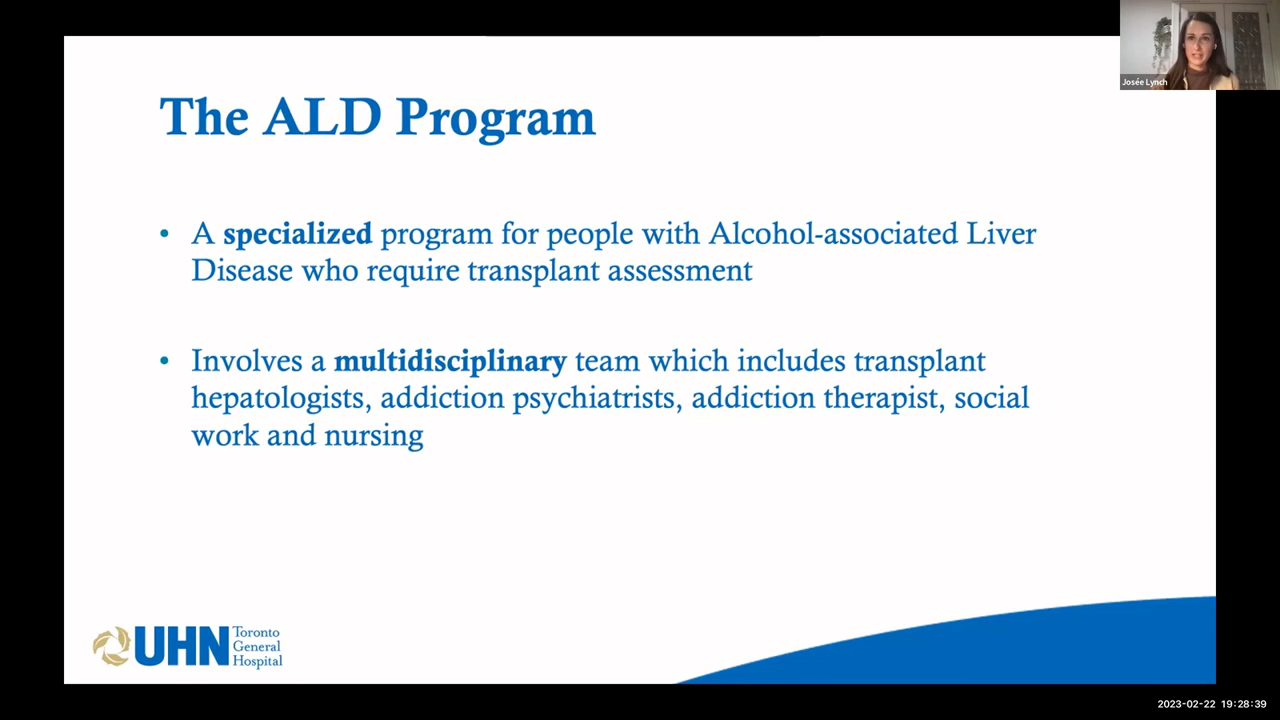 Josée Lynch
The ALD Program
• A specialized program for people with Alcohol-associated Liver
Disease who require transplant assessment
• Involves a multidisciplinary team which includes transplant
hepatologists, addiction psychiatrists, addiction therapist, social
work and nursing
UHN
Toronto
General
Hospital
2023-02-22 19:28:39